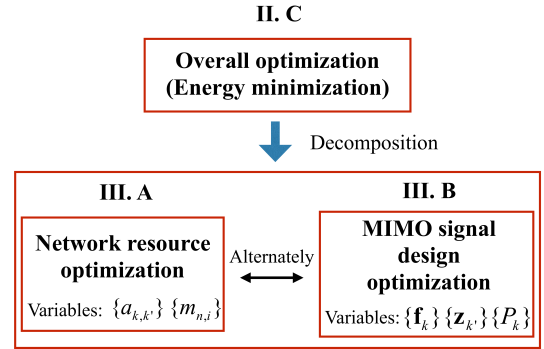 II. C
Overall optimization
(Energy minimization)
Decomposition
III. A
Network resource
optimization
Variables: {a_{k,k'}} {m_{n,i}}
Alternately
III. B
MIMO signal
design
optimization
Variables: {f_k} {z_{k'}} {P_k}